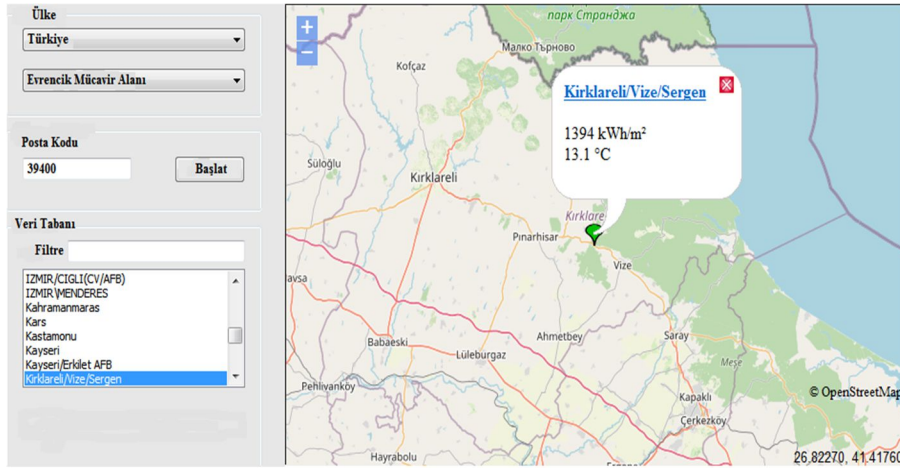 Ülke
Türkiye
Evrencik Mücavir Alanı
Posta Kodu
39400
Başlat
Veri Tabanı
Filtre
IZMIR/CIGLI(CV/AFB)
IZMIR\MENDERES
Kahramanmaras
Kars
Kastamonu
Kayseri
Kayseri/Erkilet AFB
Kirklareli/Vize/Sergen
+
−
парк Странджа
Малко Търново
Kofçaz
Kirklareli/Vize/Sergen
1394 kWh/m²
13.1 °C
Süloğlu
Kırklareli
Kırklare
Pınarhisar
Vize
avsa
Babaeski
Lüleburgaz
Ahmetbey
Saray
Meşe
Pehlivanköy
Kapaklı
Çerkezköy
© OpenStreetMap
Hayrabolu
26.82270, 41.41760